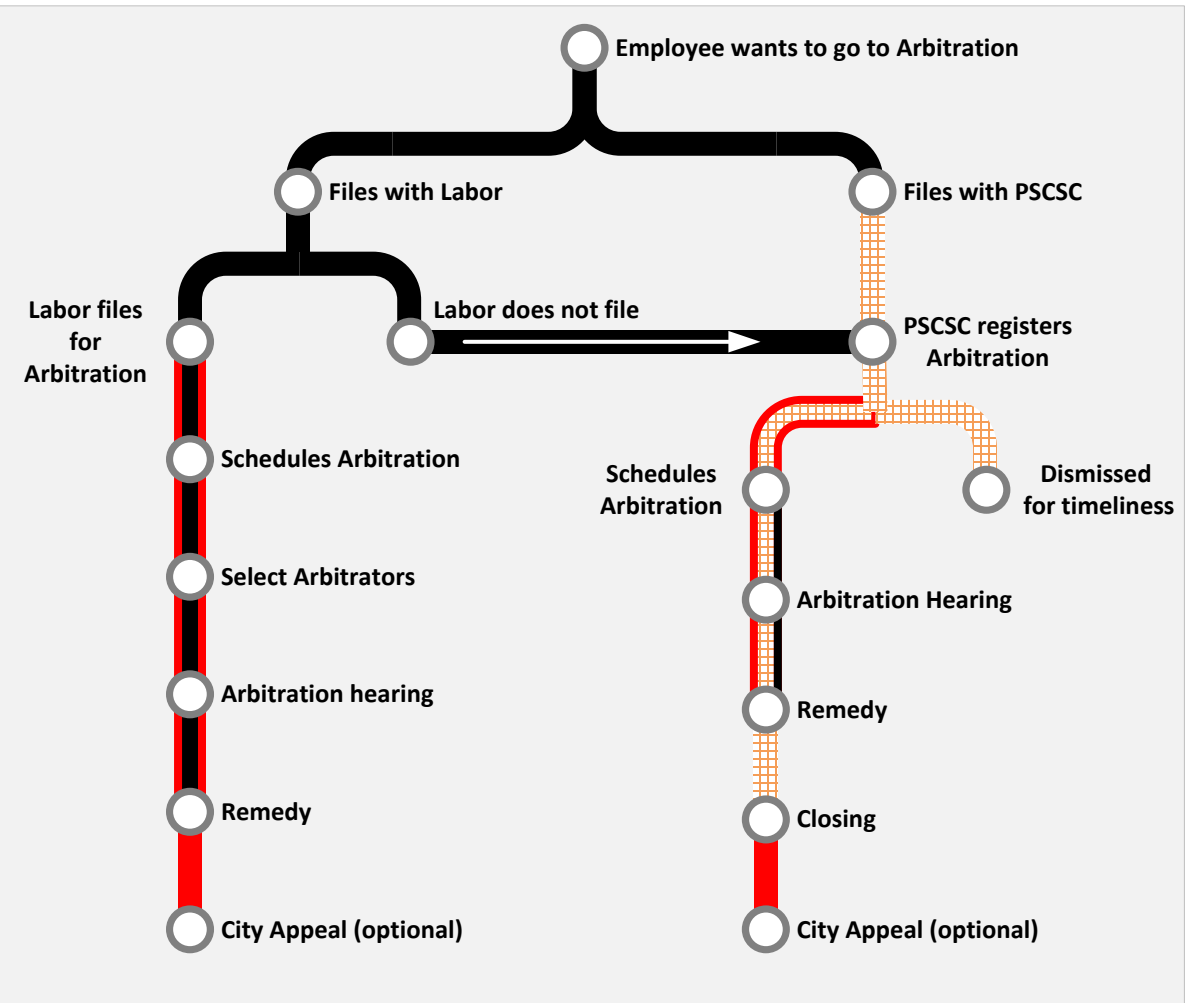 Employee wants to go to Arbitration
Files with Labor
Files with PSCSC
Labor files
for
Arbitration
Labor does not file
PSCSC registers
Arbitration
Schedules Arbitration
Schedules
Arbitration
Dismissed
for timeliness
Select Arbitrators
Arbitration Hearing
Arbitration hearing
Remedy
Remedy
Closing
City Appeal (optional)
City Appeal (optional)